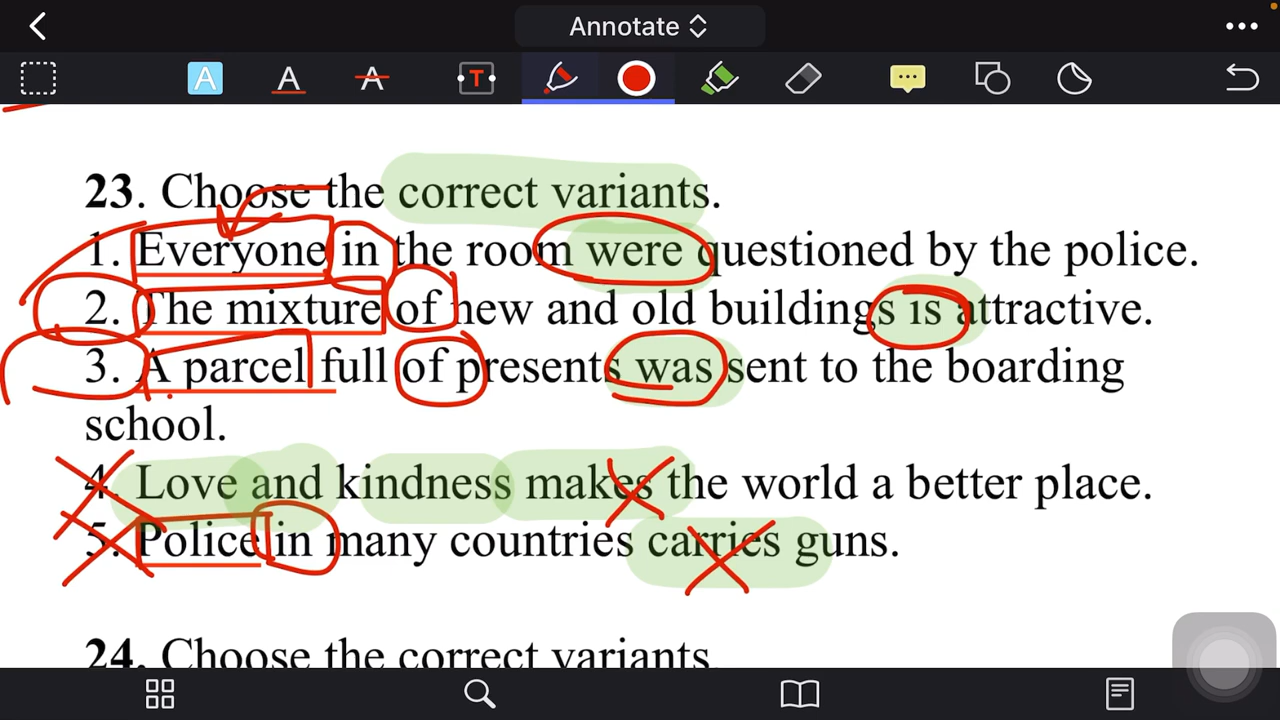 Annotate
A
A
A
T
23. Choose the correct variants.
1. Everyone in the room were questioned by the police.
2. The mixture of new and old buildings is attractive.
3. A parcel full of presents was sent to the boarding
school.
4. Love and kindness makes the world a better place.
5. Police in many countries carries guns.
24. Choose the correct variants.